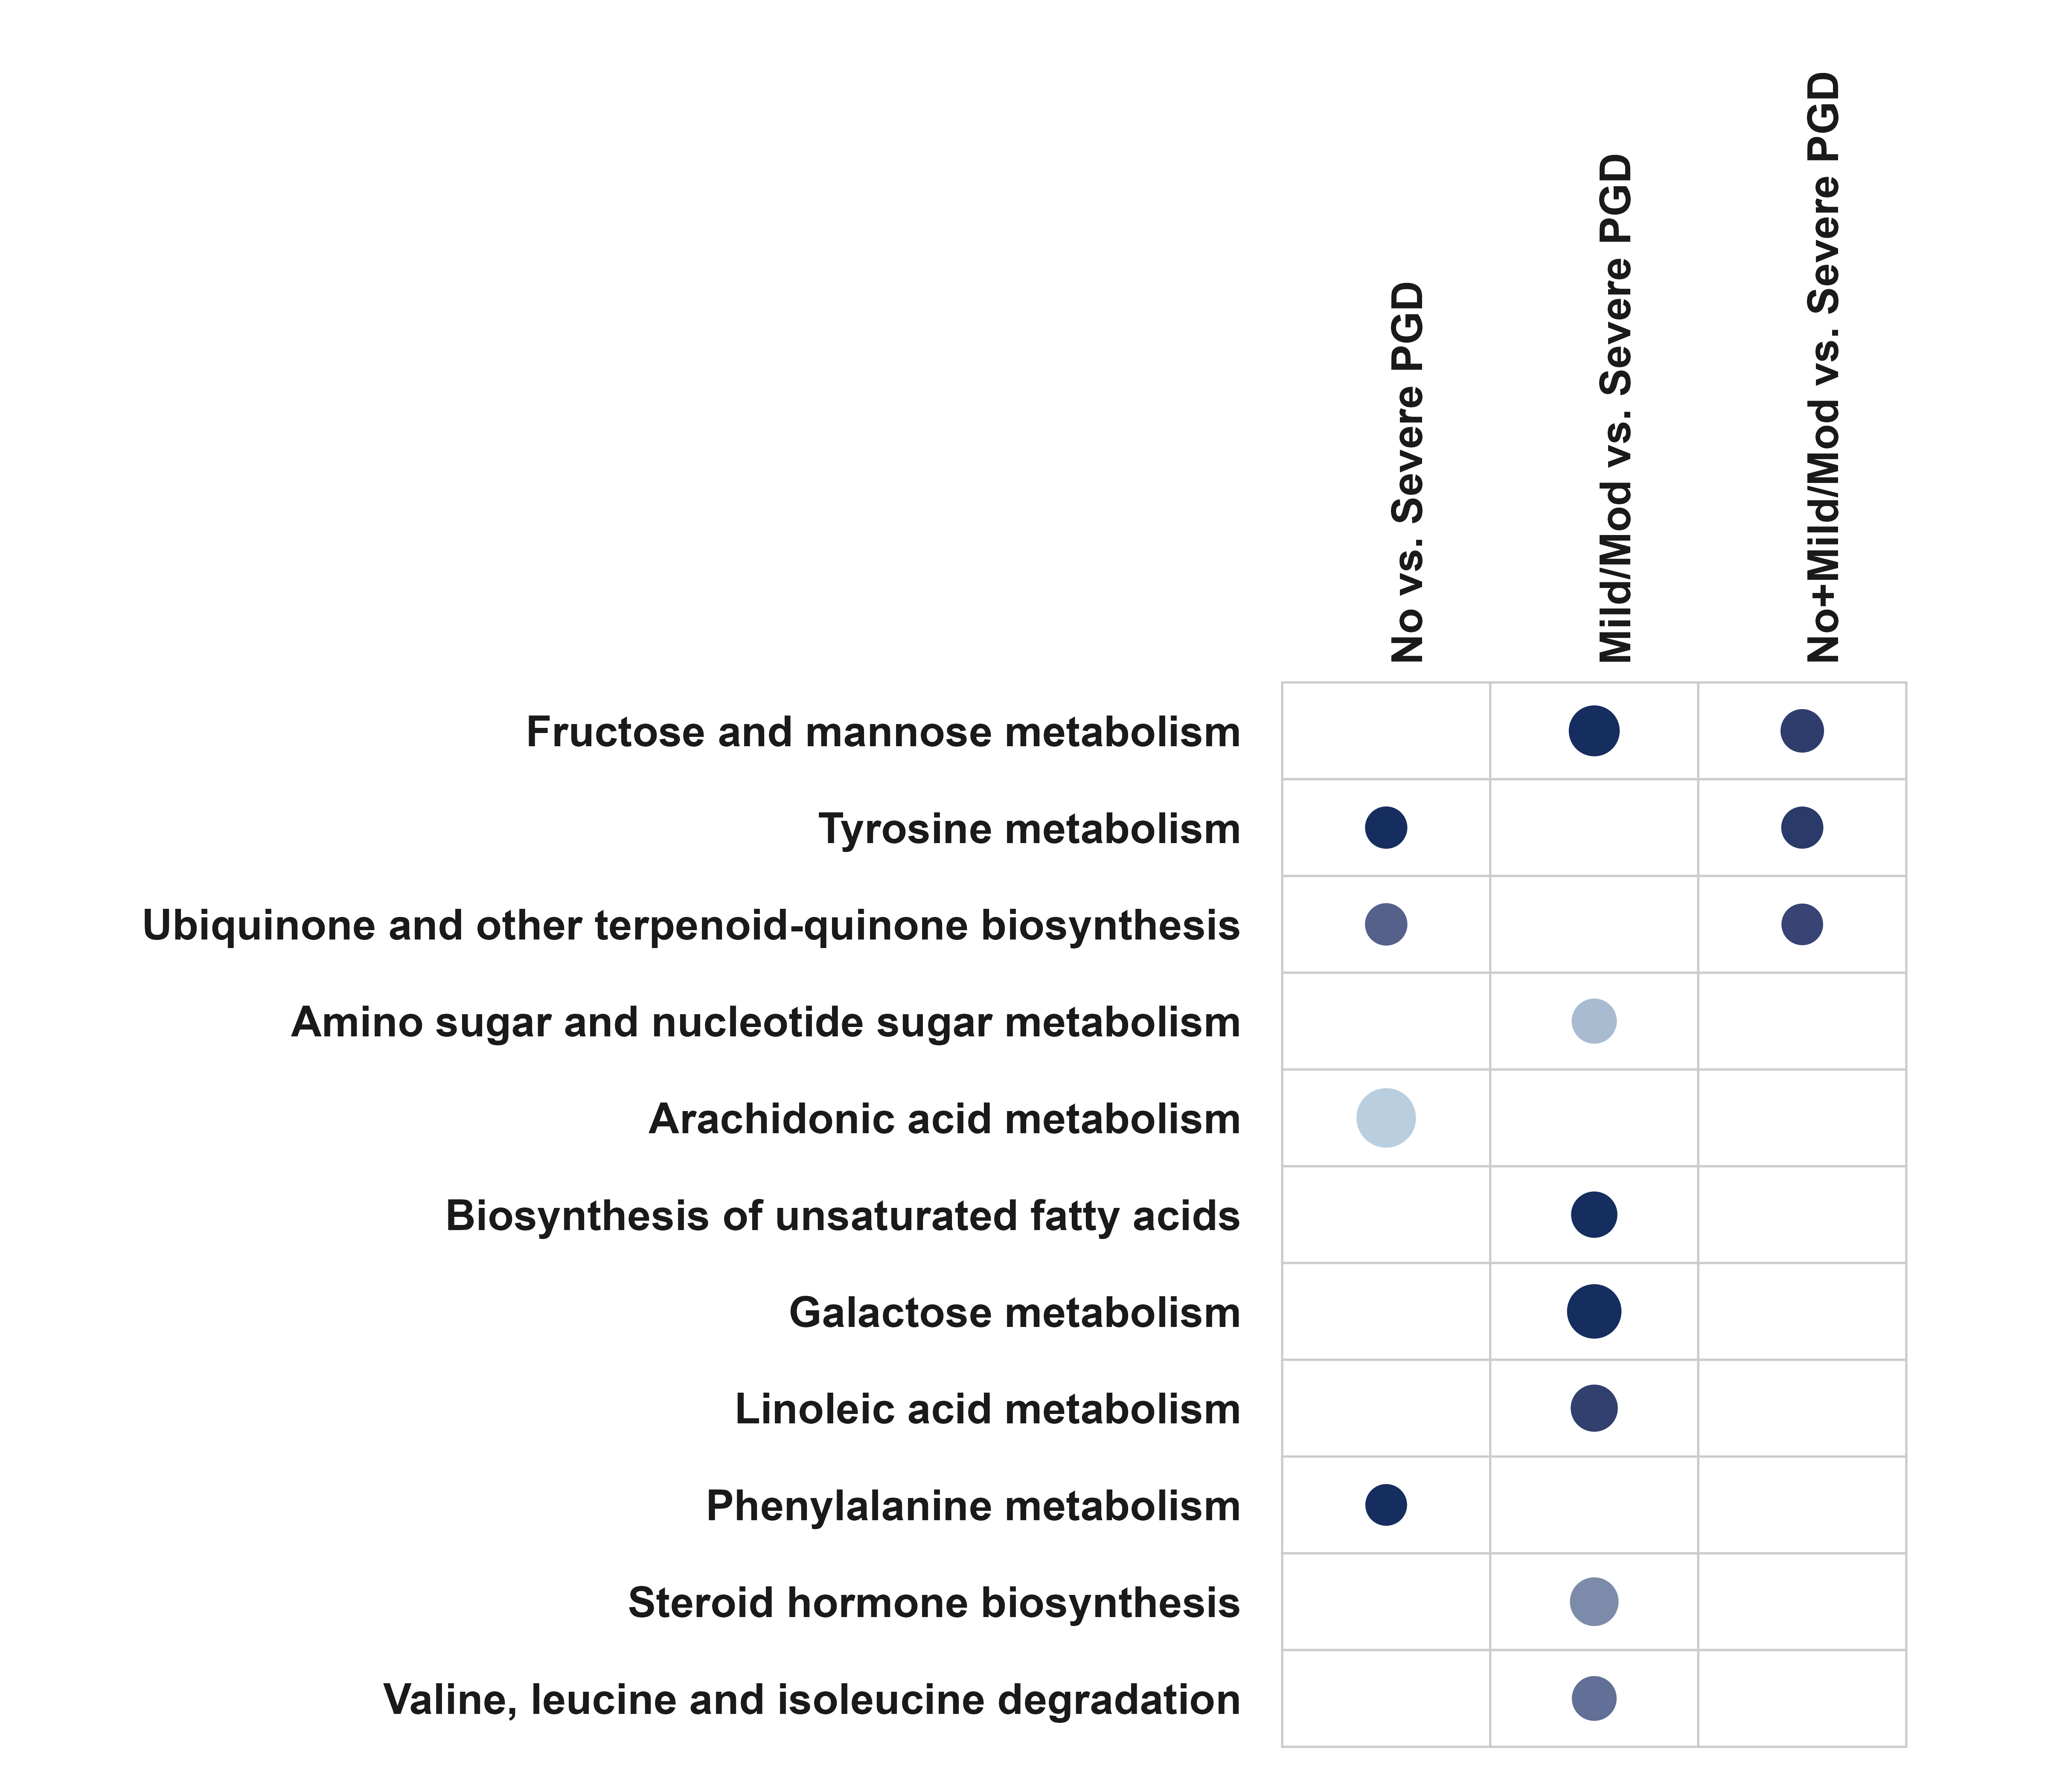 No vs. Severe PGD
Mild/Mod vs. Severe PGD
No+Mild/Mod vs. Severe PGD
Fructose and mannose metabolism
Tyrosine metabolism
Ubiquinone and other terpenoid-quinone biosynthesis
Amino sugar and nucleotide sugar metabolism
Arachidonic acid metabolism
Biosynthesis of unsaturated fatty acids
Galactose metabolism
Linoleic acid metabolism
Phenylalanine metabolism
Steroid hormone biosynthesis
Valine, leucine and isoleucine degradation